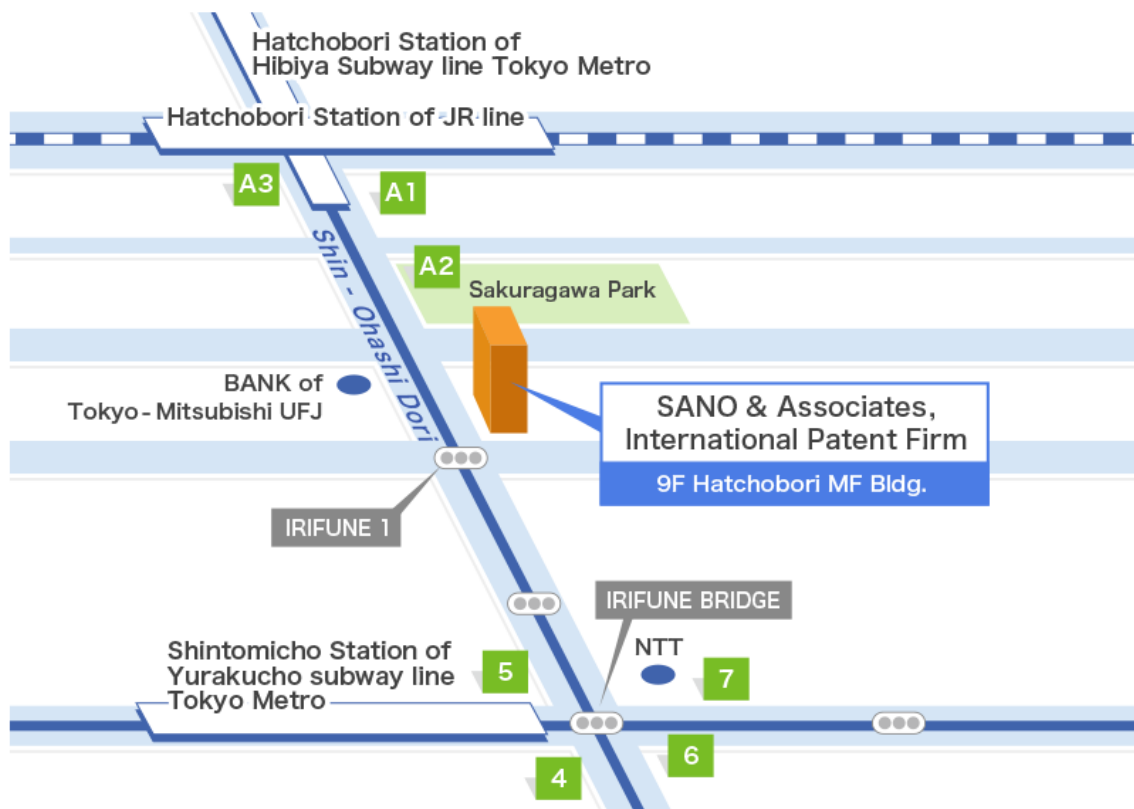 Hatchobori Station of
Hibiya Subway line Tokyo Metro
Hatchobori Station of JR line
A3
A1
A2
Sakuragawa Park
Shin - Ohashi Dori
BANK of
Tokyo-Mitsubishi UFJ
SANO & Associates,
International Patent Firm
9F Hatchobori MF Bldg.
IRIFUNE 1
IRIFUNE BRIDGE
NTT
Shintomicho Station of
Yurakucho subway line
Tokyo Metro
5
7
6
4